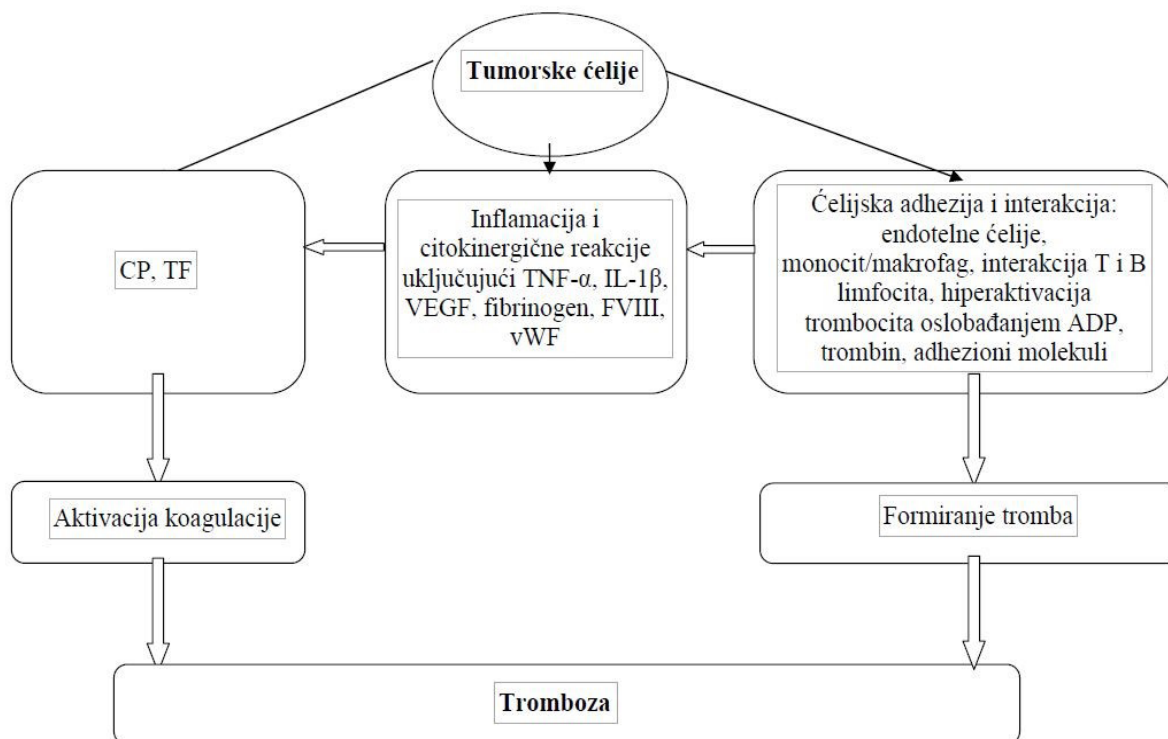 Tumorske ćelije
CP, TF
Inflamacija i
citokinergične reakcije
uključujući TNF-α, IL-1β,
VEGF, fibrinogen, FVIII,
vWF
Ćelijska adhezija i interakcija:
endotelne ćelije,
monocit/makrofag, interakcija T i B
limfocita, hiperaktivacija
trombocita oslobađanjem ADP,
trombin, adhezioni molekuli
Aktivacija koagulacije
Formiranje tromba
Tromboza